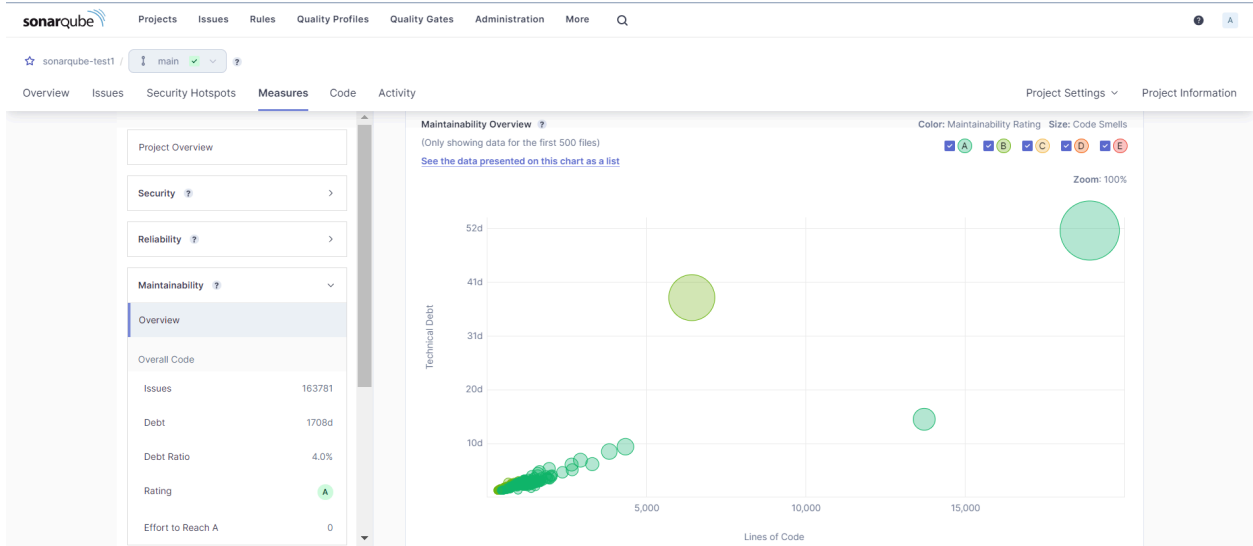 sonarqube Projects Issues Rules Quality Profiles Quality Gates Administration More ? A
sonarqube-test1 / main ?
Overview Issues Security Hotspots Measures Code Activity Project Settings Project Information
Project Overview
Security ?
Reliability ?
Maintainability ?
Overview
Overall Code
Issues 163781
Debt 1708d
Debt Ratio 4.0%
Rating A
Effort to Reach A 0
Maintainability Overview ?
(Only showing data for the first 500 files)
See the data presented on this chart as a list
Color: Maintainability Rating Size: Code Smells
A B C D E
Zoom: 100%
Technical Debt
52d
41d
31d
20d
10d
5,000 10,000 15,000
Lines of Code